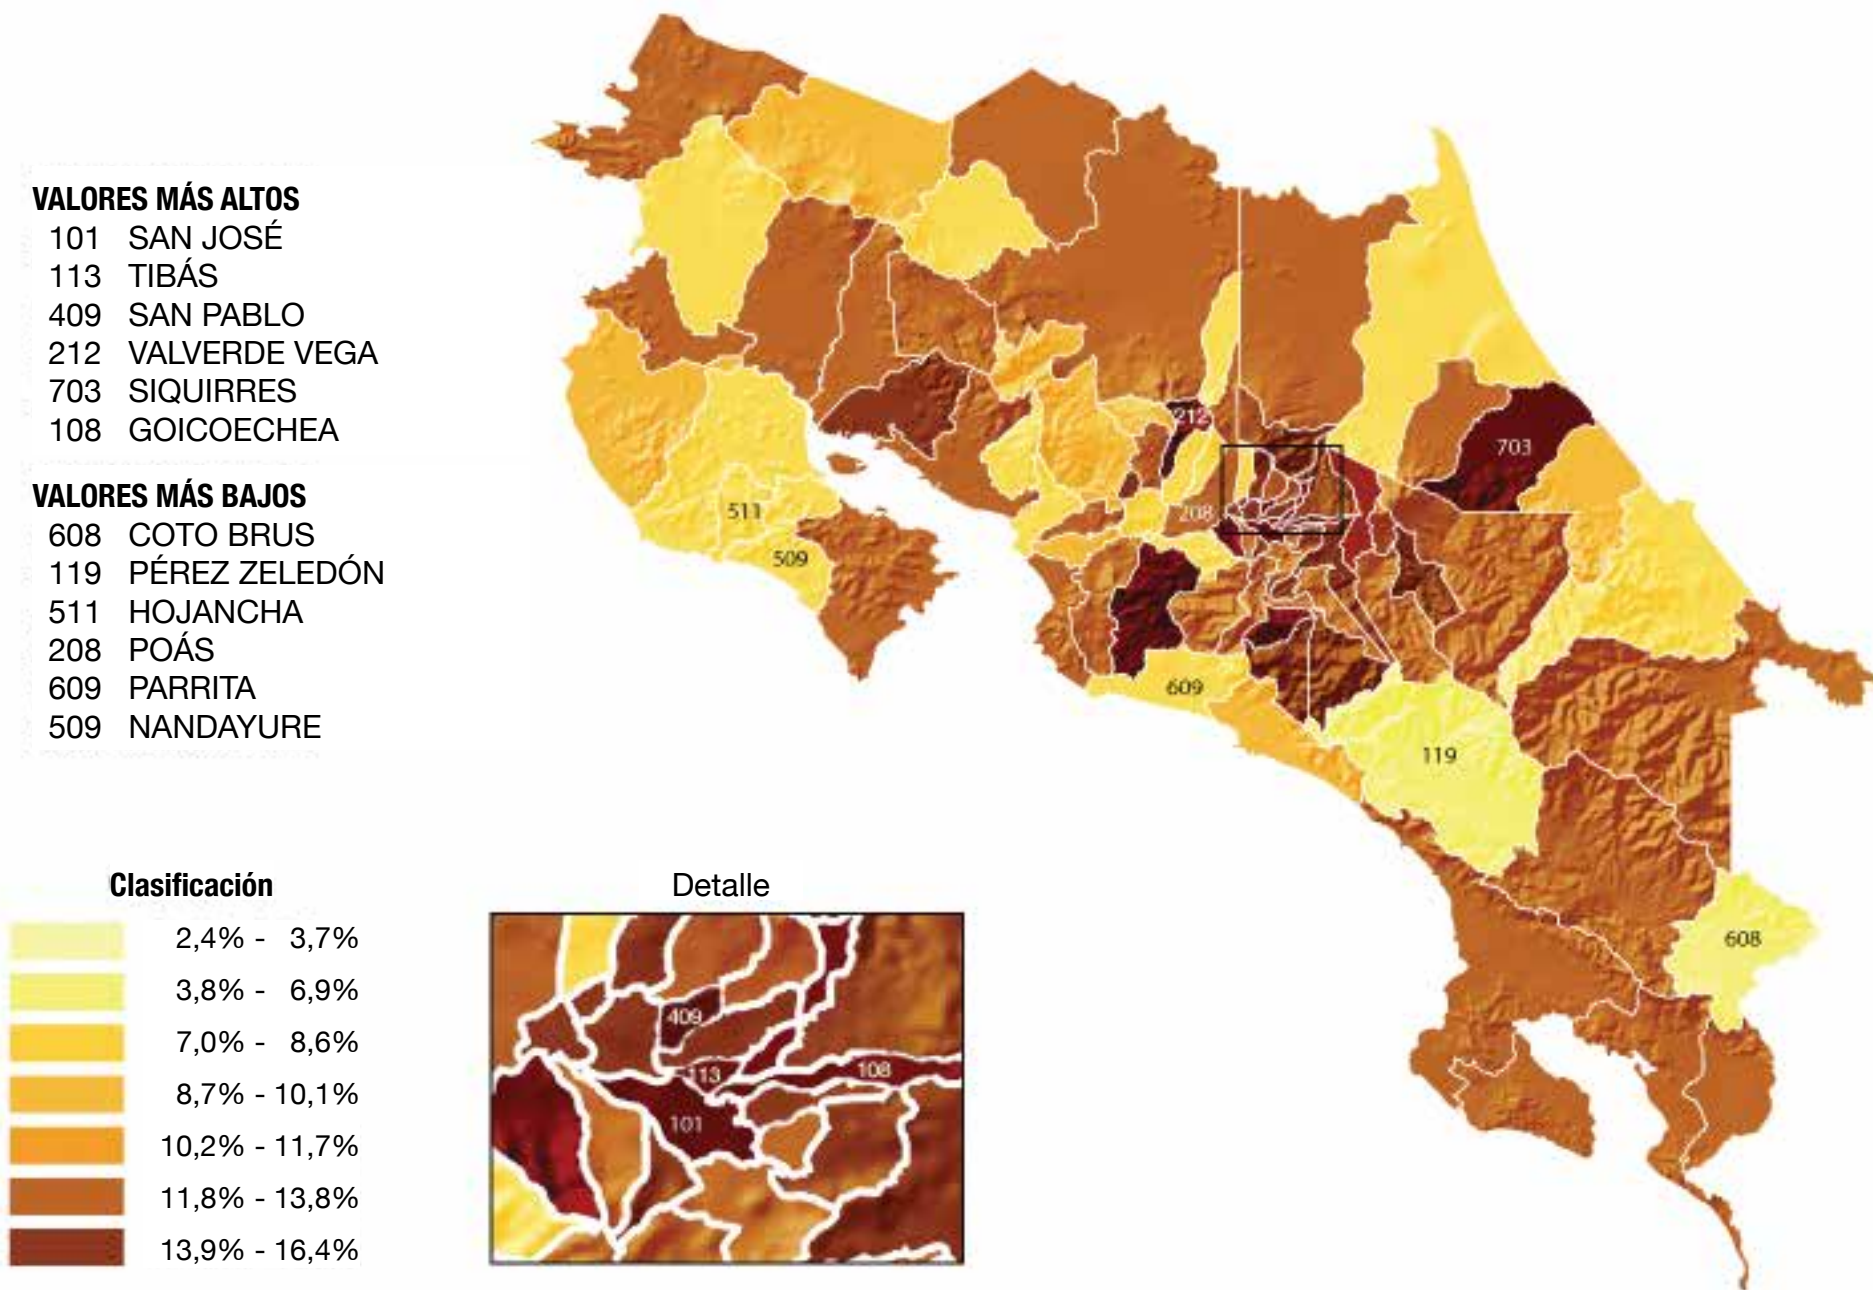 VALORES MÁS ALTOS
101 SAN JOSÉ
113 TIBÁS
409 SAN PABLO
212 VALVERDE VEGA
703 SIQUIRRES
108 GOICOECHEA
VALORES MÁS BAJOS
608 COTO BRUS
119 PÉREZ ZELEDÓN
511 HOJANCHA
208 POÁS
609 PARRITA
509 NANDAYURE
212
703
511
208
509
609
119
608
Clasificación
2,4% - 3,7%
3,8% - 6,9%
7,0% - 8,6%
8,7% - 10,1%
10,2% - 11,7%
11,8% - 13,8%
13,9% - 16,4%
Detalle
409
113
108
101